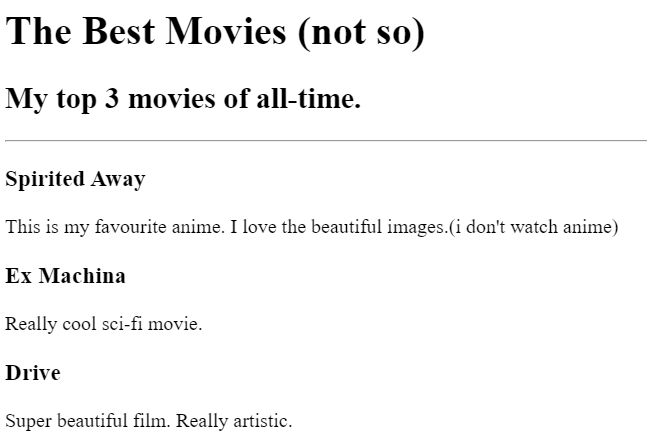 The Best Movies (not so)
My top 3 movies of all-time.
Spirited Away
This is my favourite anime. I love the beautiful images.(i don't watch anime)
Ex Machina
Really cool sci-fi movie.
Drive
Super beautiful film. Really artistic.